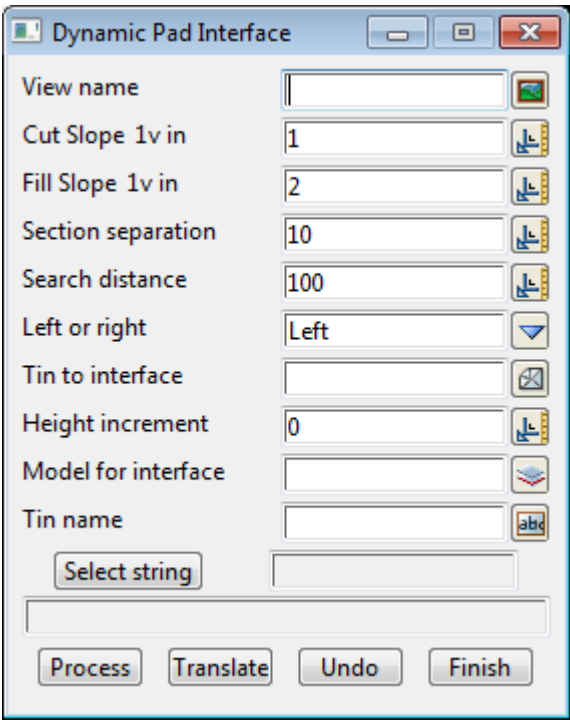 Dynamic Pad Interface
View name
Cut Slope 1v in 1
Fill Slope 1v in 2
Section separation 10
Search distance 100
Left or right Left
Tin to interface
Height increment 0
Model for interface
Tin name abc
Select string
Process Translate Undo Finish